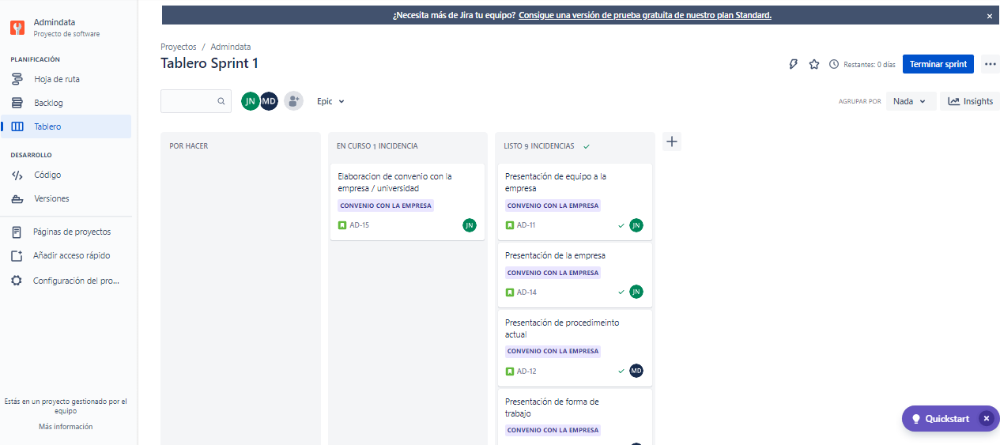 ¿Necesita más de Jira tu equipo? Consigue una versión de prueba gratuita de nuestro plan Standard.
Admindata
Proyecto de software
PLANIFICACIÓN
Hoja de ruta
Backlog
Tablero
DESARROLLO
Código
Versiones
Páginas de proyectos
Añadir acceso rápido
Configuración del pro...
Estás en un proyecto gestionado por el
equipo
Más información
Proyectos / Admindata
Tablero Sprint 1
Restantes: 0 días
Terminar sprint
JN MD
Epic
AGRUPAR POR
Nada
Insights
POR HACER
EN CURSO 1 INCIDENCIA
Elaboracion de convenio con la
empresa / universidad
CONVENIO CON LA EMPRESA
AD-15
JN
LISTO 9 INCIDENCIAS
Presentación de equipo a la
empresa
CONVENIO CON LA EMPRESA
AD-11
JN
Presentación de la empresa
CONVENIO CON LA EMPRESA
AD-14
JN
Presentación de procedimeinto
actual
CONVENIO CON LA EMPRESA
AD-12
MD
Presentación de forma de
trabajo
CONVENIO CON LA EMPRESA
Quickstart